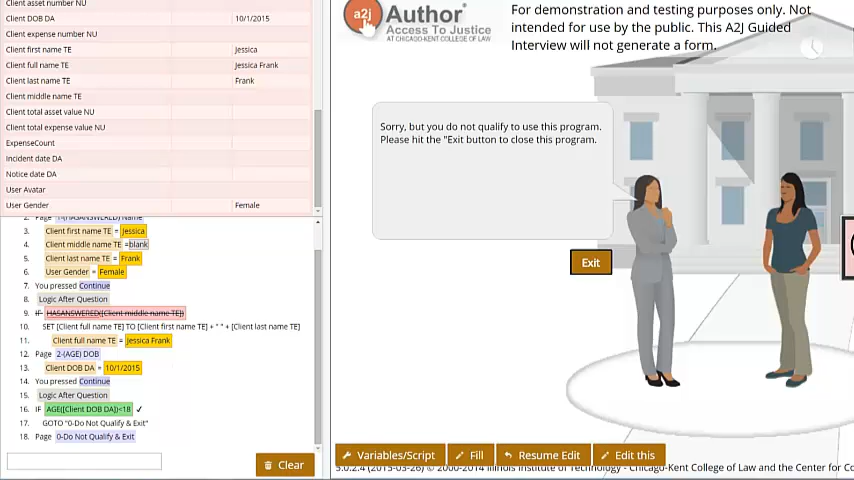 Client asset number NU
Client DOB DA 10/1/2015
Client expense number NU
Client first name TE Jessica
Client full name TE Jessica Frank
Client last name TE Frank
Client middle name TE
Client total asset value NU
Client total expense value NU
ExpenseCount
Incident date DA
Notice date DA
User Avatar
User Gender Female
2. Page 1-(HASANSWERED) Name
3. Client first name TE = Jessica
4. Client middle name TE =blank
5. Client last name TE = Frank
6. User Gender = Female
7. You pressed Continue
8. Logic After Question
9. IF HASANSWERED([Client middle name TE])
10. SET [Client full name TE] TO [Client first name TE] + " " + [Client last name TE]
11. Client full name TE = Jessica Frank
12. Page 2-(AGE) DOB
13. Client DOB DA = 10/1/2015
14. You pressed Continue
15. Logic After Question
16. IF AGE([Client DOB DA])<18 ✓
17. GOTO "0-Do Not Qualify & Exit"
18. Page 0-Do Not Qualify & Exit
Clear
a2j Author®
Access To Justice
AT CHICAGO-KENT COLLEGE OF LAW
For demonstration and testing purposes only. Not
intended for use by the public. This A2J Guided
Interview will not generate a form.
Sorry, but you do not qualify to use this program.
Please hit the "Exit button to close this program.
Exit
Variables/Script Fill Resume Edit Edit this
5.0.2.4 (2015-03-26) © 2000-2014 Illinois Institute of Technology - Chicago-Kent College of Law and the Center for Co